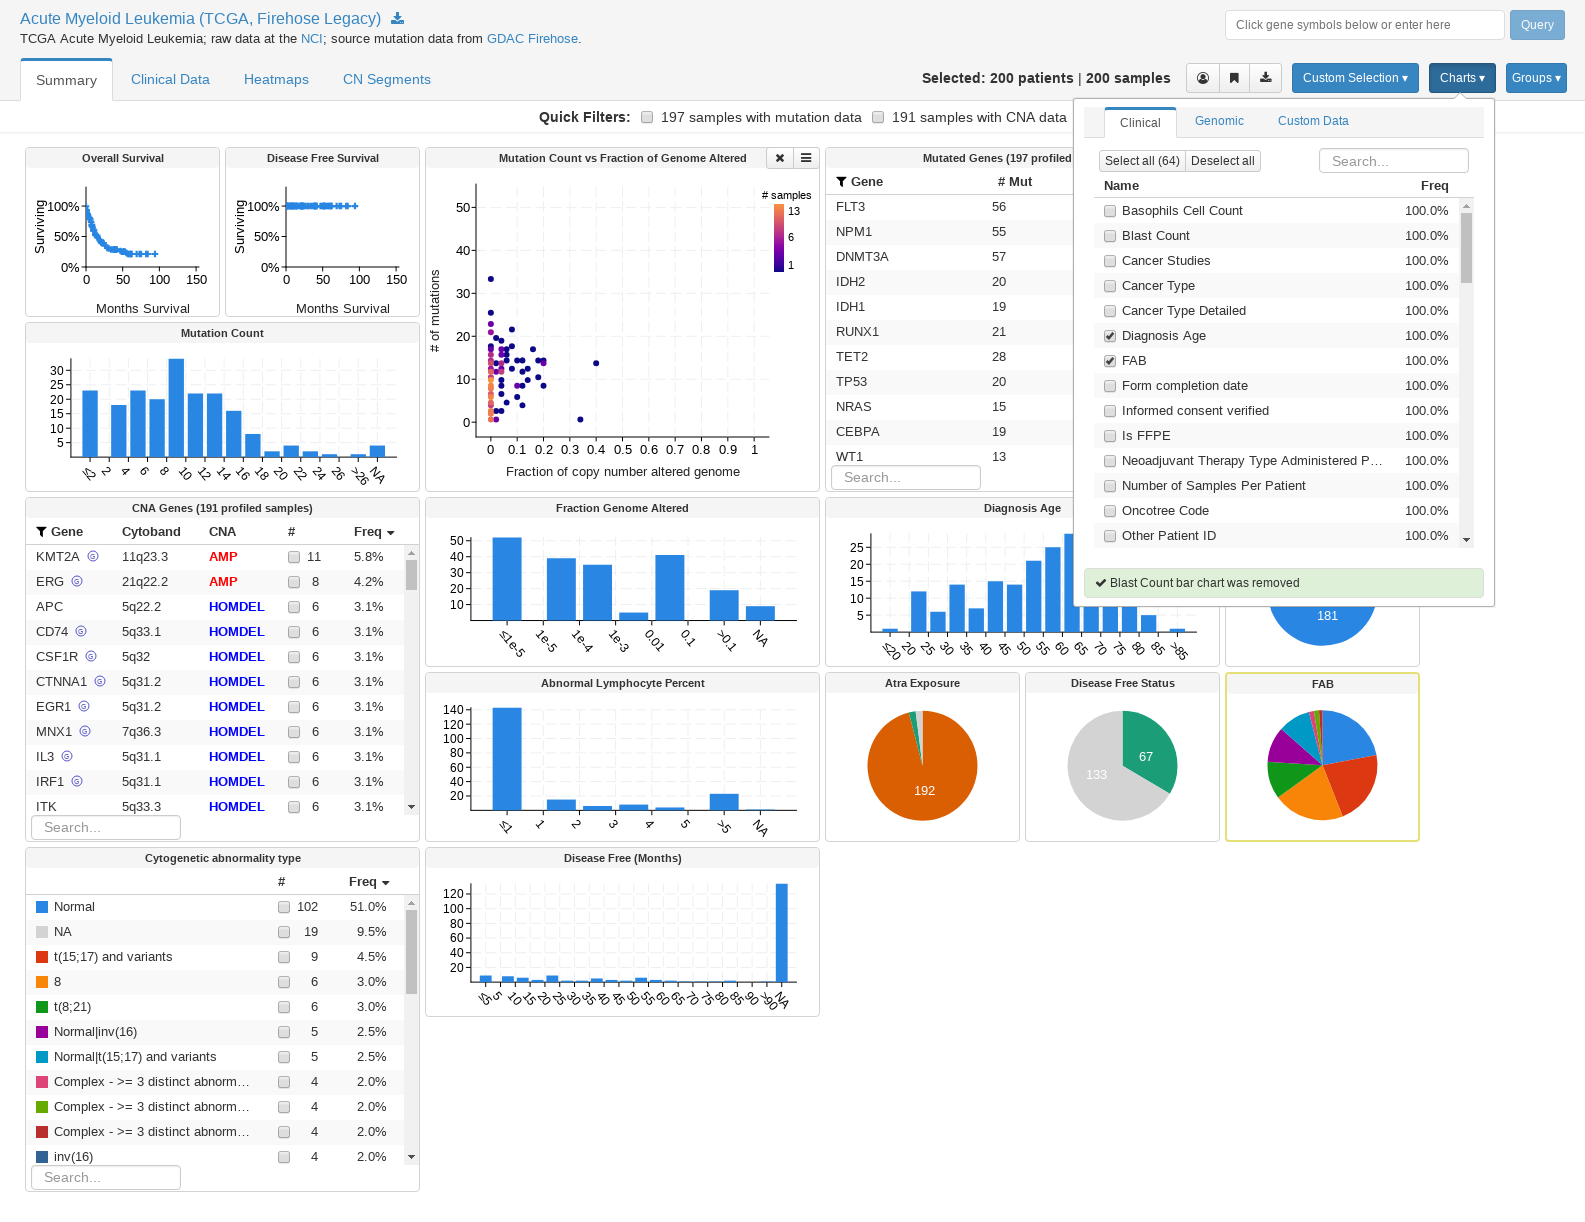 Acute Myeloid Leukemia (TCGA, Firehose Legacy)
TCGA Acute Myeloid Leukemia; raw data at the NCI; source mutation data from GDAC Firehose.
Click gene symbols below or enter here
Query
Summary
Clinical Data
Heatmaps
CN Segments
Selected: 200 patients | 200 samples
Custom Selection ▾
Charts ▾
Groups ▾
Quick Filters:
197 samples with mutation data
191 samples with CNA data
Clinical
Genomic
Custom Data
Select all (64)
Deselect all
Search...
Name Freq
Basophils Cell Count 100.0%
Blast Count 100.0%
Cancer Studies 100.0%
Cancer Type 100.0%
Cancer Type Detailed 100.0%
Diagnosis Age 100.0%
FAB 100.0%
Form completion date 100.0%
Informed consent verified 100.0%
Is FFPE 100.0%
Neoadjuvant Therapy Type Administered P… 100.0%
Number of Samples Per Patient 100.0%
Oncotree Code 100.0%
Other Patient ID 100.0%
Blast Count bar chart was removed
Overall Survival
Surviving
100%
50%
0%
0 50 100 150
Months Survival
Disease Free Survival
Surviving
100%
50%
0%
0 50 100 150
Months Survival
Mutation Count vs Fraction of Genome Altered
# samples
13
6
1
# of mutations
50
40
30
20
10
0
0 0.1 0.2 0.3 0.4 0.5 0.6 0.7 0.8 0.9 1
Fraction of copy number altered genome
Mutated Genes (197 profiled
Gene # Mut
FLT3 56
NPM1 55
DNMT3A 57
IDH2 20
IDH1 19
RUNX1 21
TET2 28
TP53 20
NRAS 15
CEBPA 19
WT1 13
Search...
Mutation Count
30
25
20
15
10
5
≤2 2 4 6 8 10 12 14 16 18 20 22 24 26 >26 NA
CNA Genes (191 profiled samples)
Gene Cytoband CNA # Freq
KMT2A G 11q23.3 AMP 11 5.8%
ERG G 21q22.2 AMP 8 4.2%
APC 5q22.2 HOMDEL 6 3.1%
CD74 G 5q33.1 HOMDEL 6 3.1%
CSF1R G 5q32 HOMDEL 6 3.1%
CTNNA1 G 5q31.2 HOMDEL 6 3.1%
EGR1 G 5q31.2 HOMDEL 6 3.1%
MNX1 G 7q36.3 HOMDEL 6 3.1%
IL3 G 5q31.1 HOMDEL 6 3.1%
IRF1 G 5q31.1 HOMDEL 6 3.1%
ITK 5q33.3 HOMDEL 6 3.1%
Search...
Fraction Genome Altered
50
40
30
20
10
≤1e-5 1e-5 1e-4 1e-3 0.01 0.1 >0.1 NA
Diagnosis Age
25
20
15
10
5
≤20 20 25 30 35 40 45 50 55 60 65 70 75 80 85 >85
181
Abnormal Lymphocyte Percent
140
120
100
80
60
40
20
≤1 1 2 3 4 5 >5 NA
Atra Exposure
192
Disease Free Status
67
133
FAB
Cytogenetic abnormality type
# Freq
Normal 102 51.0%
NA 19 9.5%
t(15;17) and variants 9 4.5%
8 6 3.0%
t(8;21) 6 3.0%
Normal|inv(16) 5 2.5%
Normal|t(15;17) and variants 5 2.5%
Complex - >= 3 distinct abnorm… 4 2.0%
Complex - >= 3 distinct abnorm… 4 2.0%
Complex - >= 3 distinct abnorm… 4 2.0%
inv(16) 4 2.0%
Search...
Disease Free (Months)
120
100
80
60
40
20
≤5 5 10 15 20 25 30 35 40 45 50 55 60 65 70 75 80 85 90 >90 NA